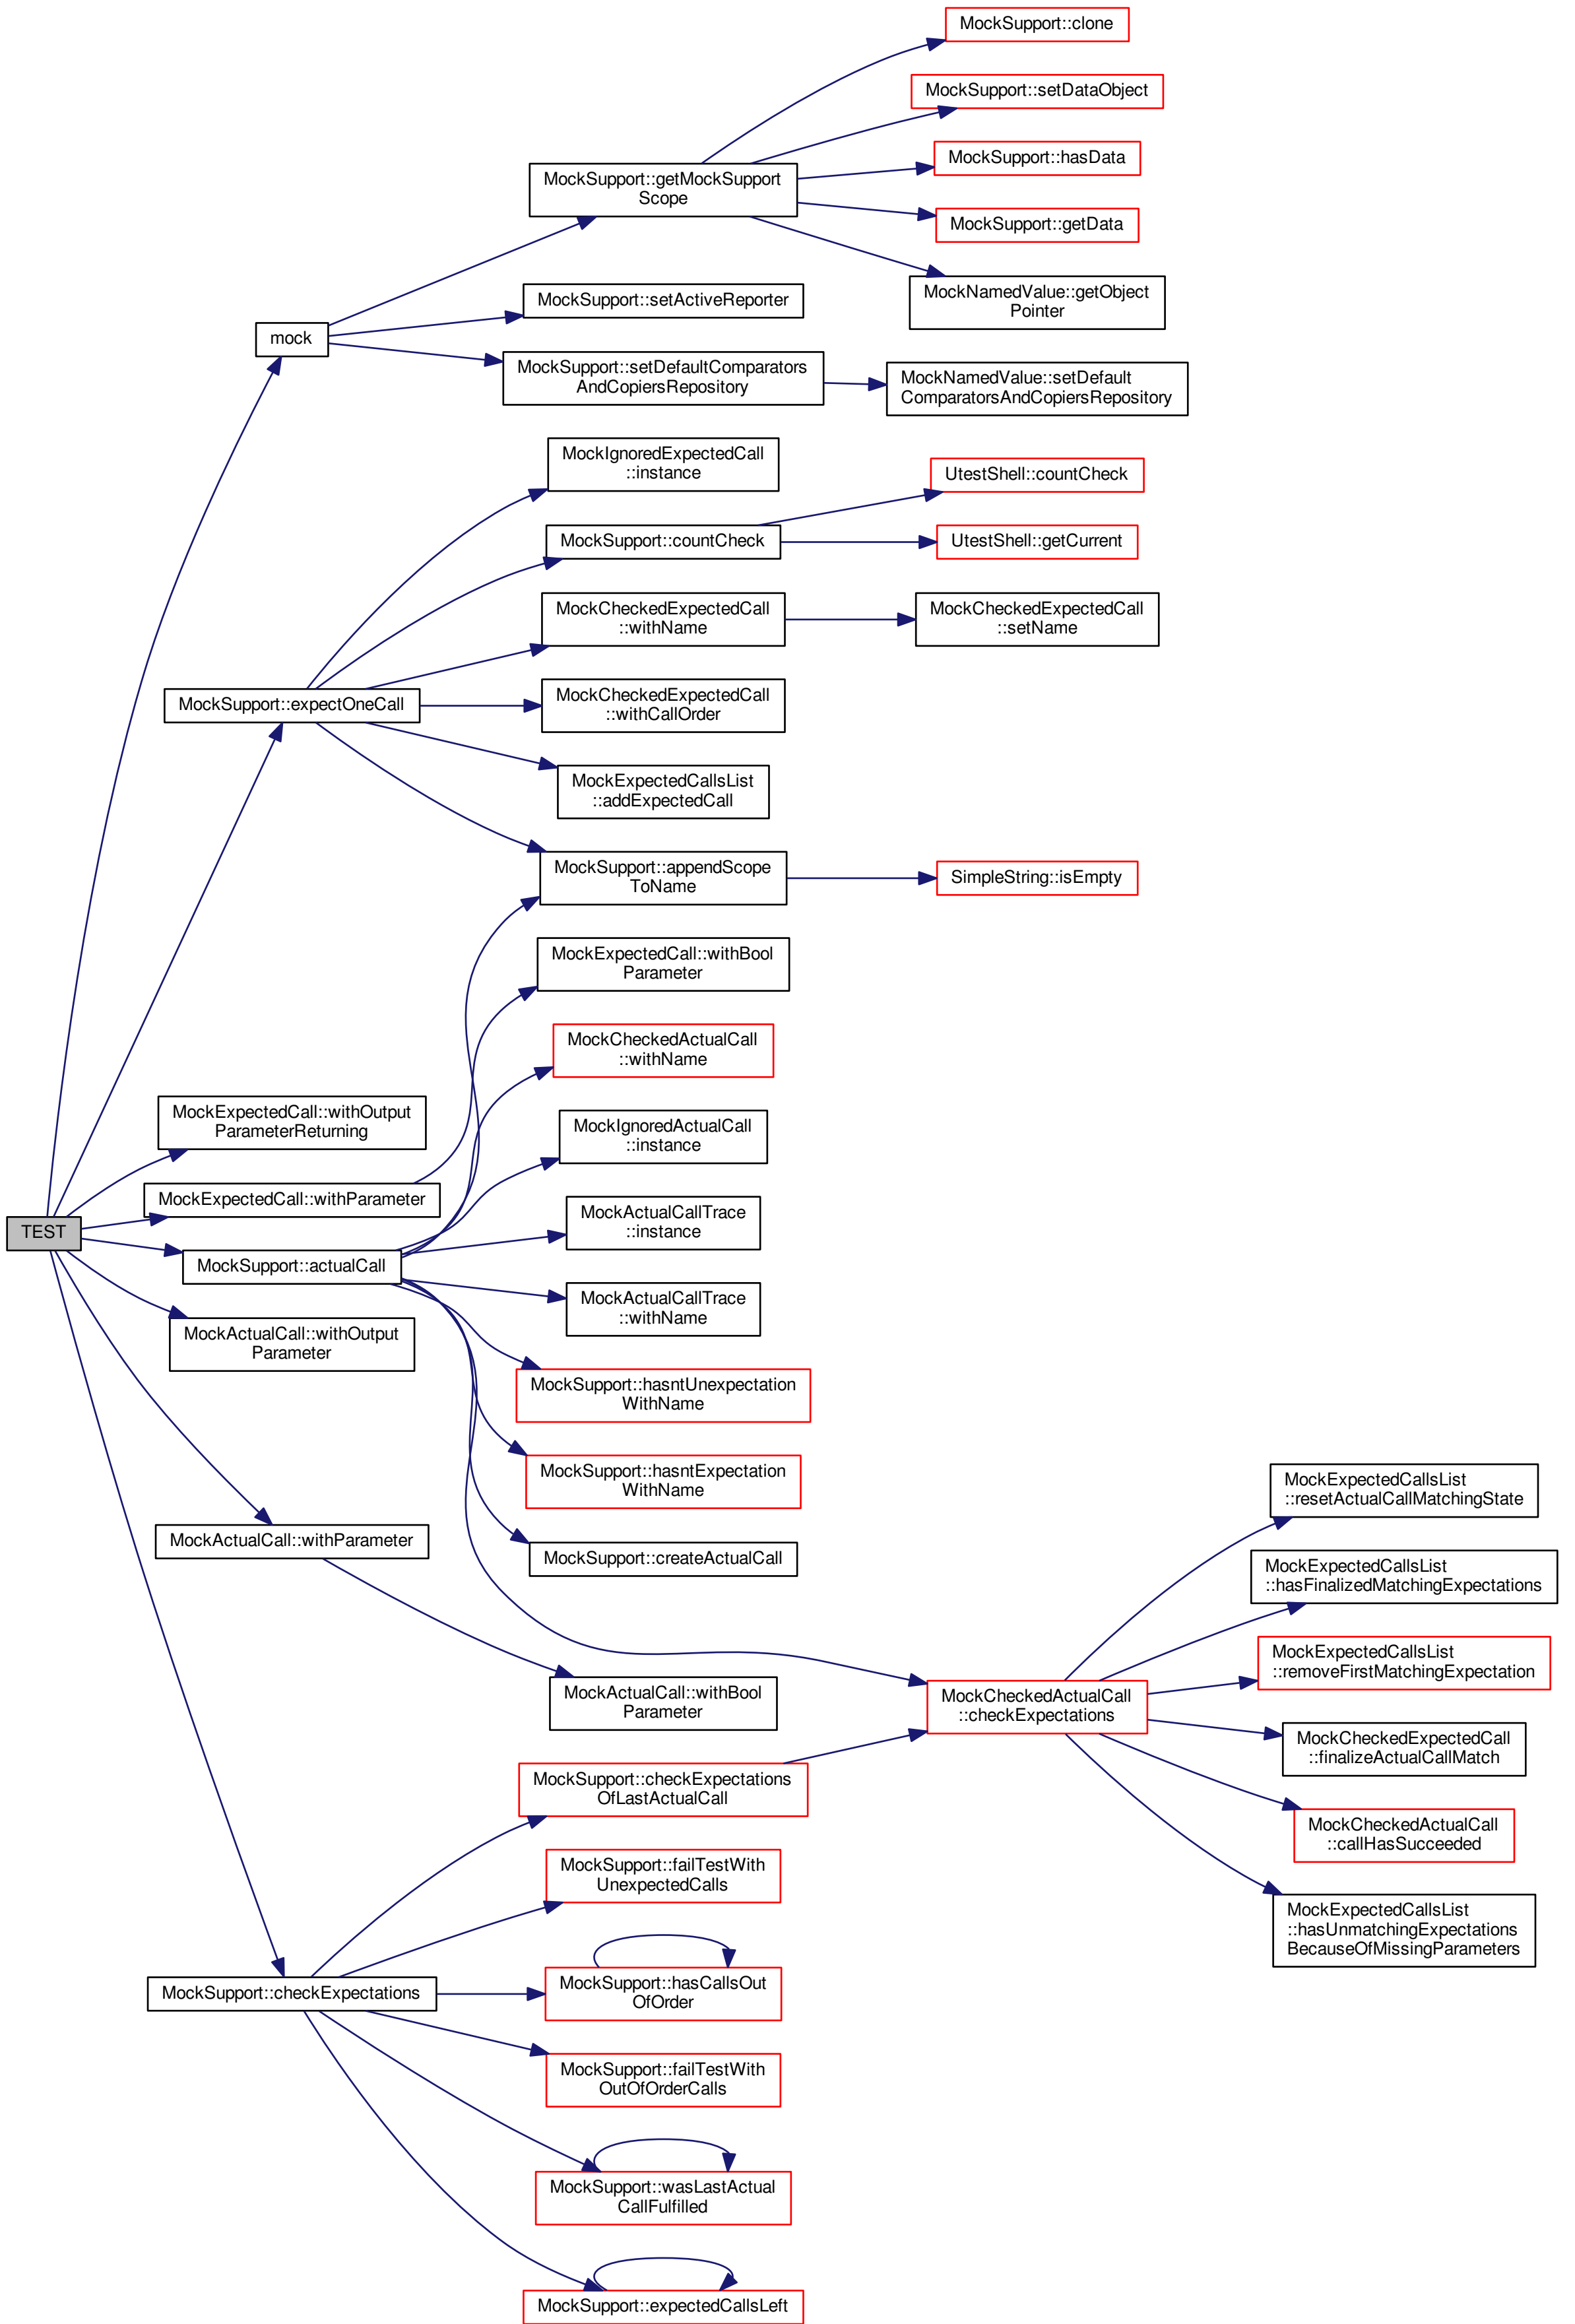 MockSupport::clone
MockSupport::setDataObject
MockSupport::hasData
MockSupport::getMockSupport
Scope
MockSupport::getData
MockNamedValue::getObject
Pointer
MockSupport::setActiveReporter
mock
MockSupport::setDefaultComparators
AndCopiersRepository
MockNamedValue::setDefault
ComparatorsAndCopiersRepository
MockIgnoredExpectedCall
::instance
UtestShell::countCheck
MockSupport::countCheck
UtestShell::getCurrent
MockCheckedExpectedCall
::withName
MockCheckedExpectedCall
::setName
MockSupport::expectOneCall
MockCheckedExpectedCall
::withCallOrder
MockExpectedCallsList
::addExpectedCall
MockSupport::appendScope
ToName
SimpleString::isEmpty
MockExpectedCall::withBool
Parameter
MockCheckedActualCall
::withName
MockExpectedCall::withOutput
ParameterReturning
MockIgnoredActualCall
::instance
MockExpectedCall::withParameter
TEST
MockActualCallTrace
::instance
MockSupport::actualCall
MockActualCallTrace
::withName
MockActualCall::withOutput
Parameter
MockSupport::hasntUnexpectation
WithName
MockSupport::hasntExpectation
WithName
MockExpectedCallsList
::resetActualCallMatchingState
MockActualCall::withParameter
MockSupport::createActualCall
MockExpectedCallsList
::hasFinalizedMatchingExpectations
MockExpectedCallsList
::removeFirstMatchingExpectation
MockActualCall::withBool
Parameter
MockCheckedActualCall
::checkExpectations
MockCheckedExpectedCall
::finalizeActualCallMatch
MockSupport::checkExpectations
OfLastActualCall
MockCheckedActualCall
::callHasSucceeded
MockSupport::failTestWith
UnexpectedCalls
MockExpectedCallsList
::hasUnmatchingExpectations
BecauseOfMissingParameters
MockSupport::checkExpectations
MockSupport::hasCallsOut
OfOrder
MockSupport::failTestWith
OutOfOrderCalls
MockSupport::wasLastActual
CallFulfilled
MockSupport::expectedCallsLeft